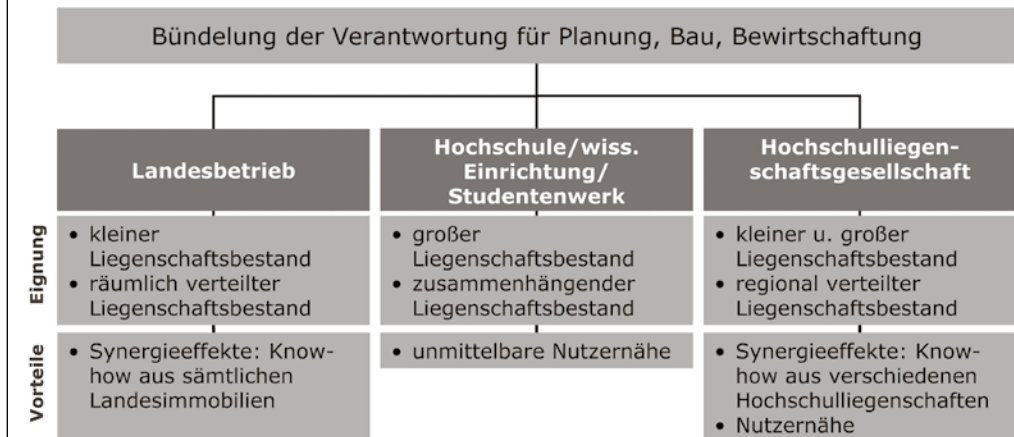 Bündelung der Verantwortung für Planung, Bau, Bewirtschaftung
Landesbetrieb
Hochschule/wiss.
Einrichtung/
Studentenwerk
Hochschulliegen-
schaftsgesellschaft
Eignung
• kleiner
Liegenschaftsbestand
• räumlich verteilter
Liegenschaftsbestand
• großer
Liegenschaftsbestand
• zusammenhängender
Liegenschaftsbestand
• kleiner u. großer
Liegenschaftsbestand
• regional verteilter
Liegenschaftsbestand
Vorteile
• Synergieeffekte: Know-
how aus sämtlichen
Landesimmobilien
• unmittelbare Nutzernähe
• Synergieeffekte: Know-
how aus verschiedenen
Hochschulliegenschaften
• Nutzernähe